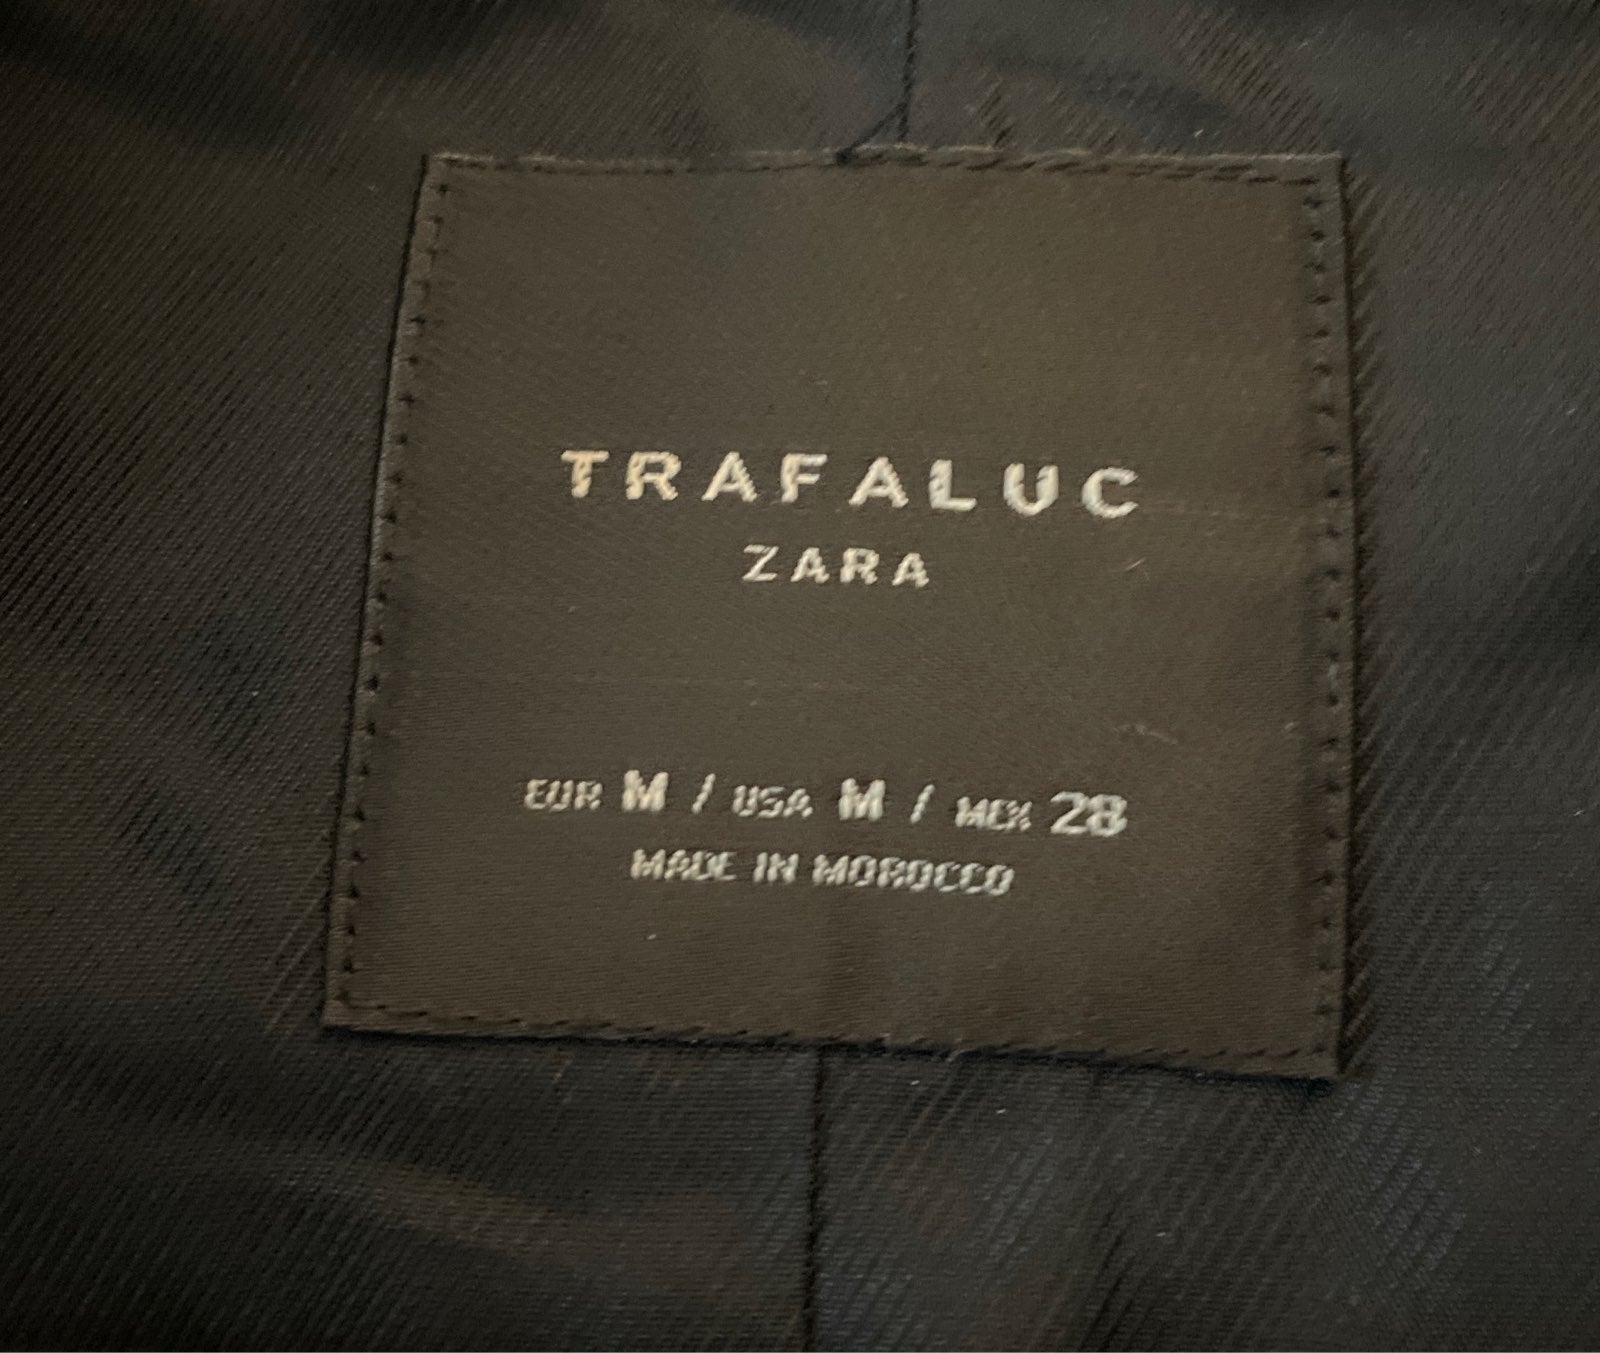 TRAFALUC
ZARA
EUR M / USA M / MEX 28
MADE IN MOROCCO